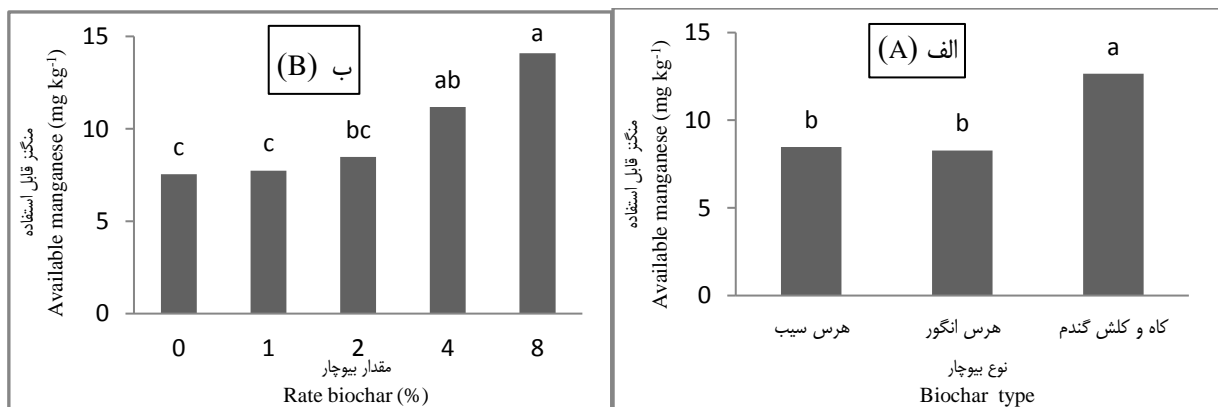 ب (B)
15
10
5
0
c
c
bc
ab
a
0
1
2
4
8
مقدار بیوچار
Rate biochar (%)
منگنز قابل استفاده
Available manganese (mg kg⁻¹)
الف (A)
15
10
5
0
b
b
a
هرس سیب
هرس انگور
کاه و کلش گندم
نوع بیوچار
Biochar type
منگنز قابل استفاده
Available manganese (mg kg⁻¹)